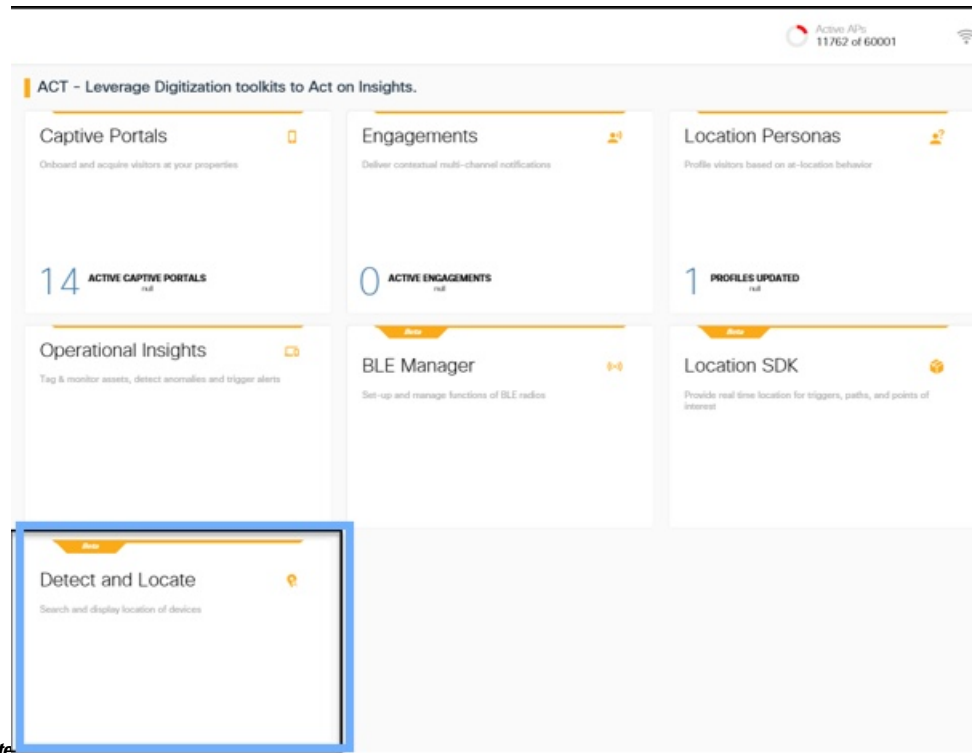 Active APs
11762 of 60001
ACT - Leverage Digitization toolkits to Act on Insights.
Captive Portals
Onboard and acquire visitors at your properties
14 ACTIVE CAPTIVE PORTALS
null
Engagements
Deliver contextual multi-channel notifications
0 ACTIVE ENGAGEMENTS
null
Location Personas
Profile visitors based on at-location behavior
1 PROFILES UPDATED
null
Operational Insights
Tag & monitor assets, detect anomalies and trigger alerts
Beta
BLE Manager
Set-up and manage functions of BLE radios
Beta
Location SDK
Provide real time location for triggers, paths, and points of
interest
Beta
Detect and Locate
Search and display location of devices